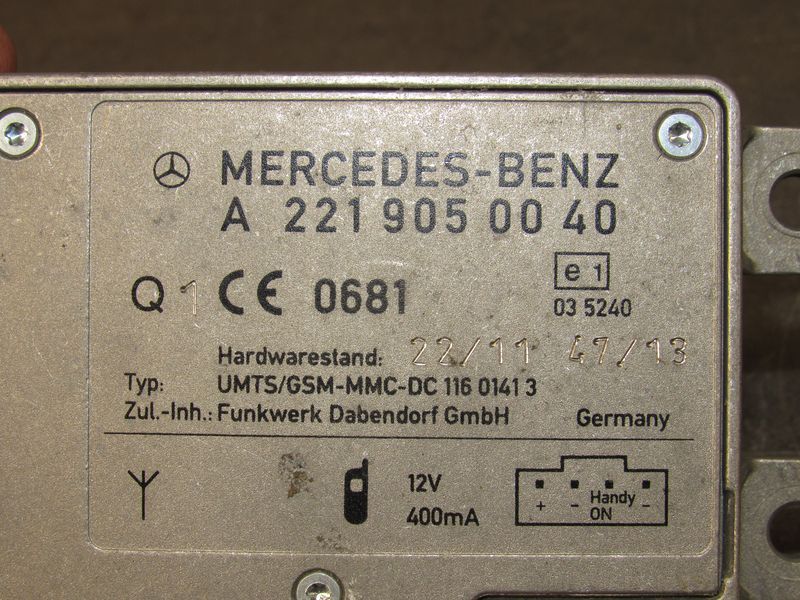 MERCEDES-BENZ
A 221 905 00 40
Q 1 CE 0681 e 1
03 5240
Hardwarestand: 22/11 47/13
Typ: UMTS/GSM-MMC-DC 116 0141 3
Zul.-Inh.: Funkwerk Dabendorf GmbH Germany
12V
400mA
+ - - -
Handy
ON